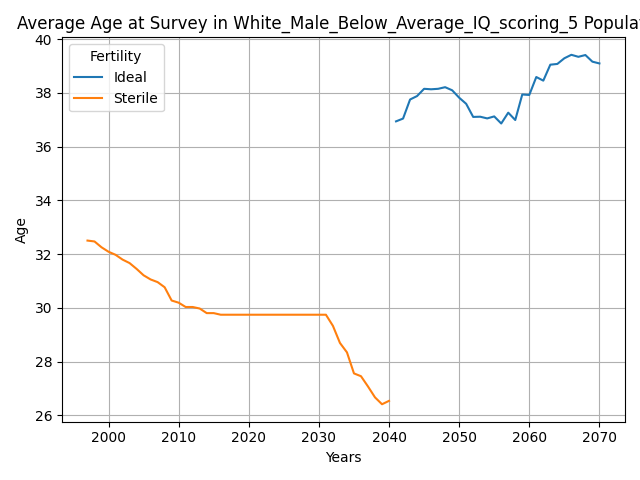 Average Age at Survey in White_Male_Below_Average_IQ_scoring_5 Popula
Fertility
Ideal
Sterile
Age
40
38
36
34
32
30
28
26
2000 2010 2020 2030 2040 2050 2060 2070
Years